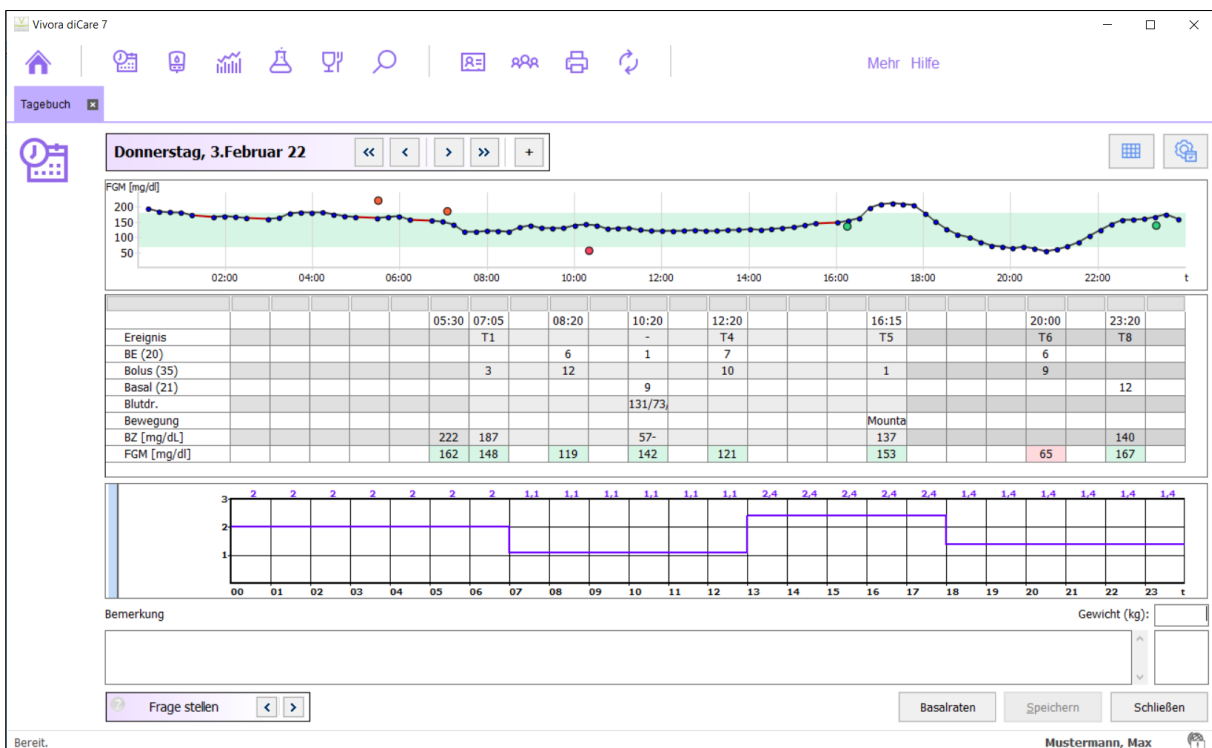 Vivora diCare 7
Mehr Hilfe
Tagebuch
Donnerstag, 3.Februar 22
FGM [mg/dl]
200
150
100
50
02:00 04:00 06:00 08:00 10:00 12:00 14:00 16:00 18:00 20:00 22:00 t
05:30 07:05 08:20 10:20 12:20 16:15 20:00 23:20
Ereignis T1 - T4 T5 T6 T8
BE (20) 6 1 7 6
Bolus (35) 3 12 10 1 9
Basal (21) 9 12
Blutdr. 131/73,
Bewegung Mounta
BZ [mg/dL] 222 187 57- 137 140
FGM [mg/dl] 162 148 119 142 121 153 65 167
2 2 2 2 2 2 2 1,1 1,1 1,1 1,1 1,1 1,1 2,4 2,4 2,4 2,4 2,4 1,4 1,4 1,4 1,4 1,4 1,4
3
2
1
00 01 02 03 04 05 06 07 08 09 10 11 12 13 14 15 16 17 18 19 20 21 22 23 t
Bemerkung Gewicht (kg):
Frage stellen Basalraten Speichern Schließen
Bereit. Mustermann, Max